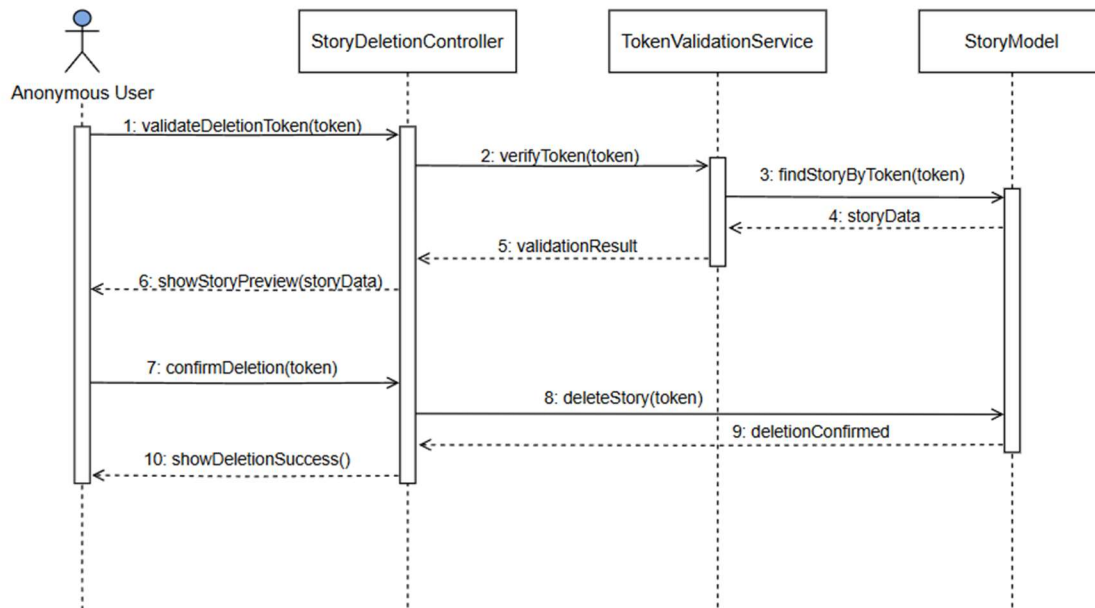 StoryDeletionController
TokenValidationService
StoryModel
Anonymous User
1: validateDeletionToken(token)
2: verifyToken(token)
3: findStoryByToken(token)
4: storyData
5: validationResult
6: showStoryPreview(storyData)
7: confirmDeletion(token)
8: deleteStory(token)
9: deletionConfirmed
10: showDeletionSuccess()